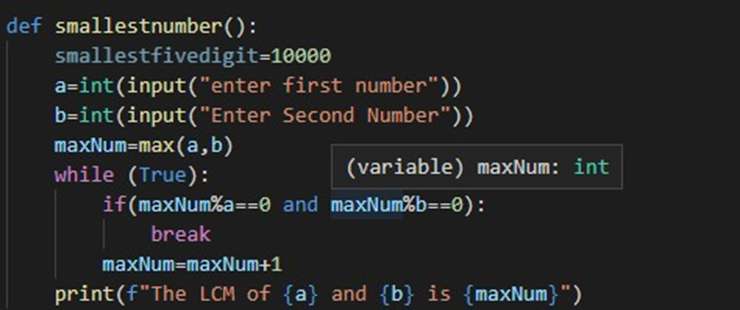 def smallestnumber():
smallestfivedigit=10000
a=int(input("enter first number"))
b=int(input("Enter Second Number"))
maxNum=max(a,b)
while (True):
(variable) maxNum: int
if(maxNum%a==0 and maxNum%b==0):
break
maxNum=maxNum+1
print(f"The LCM of {a} and {b} is {maxNum}")